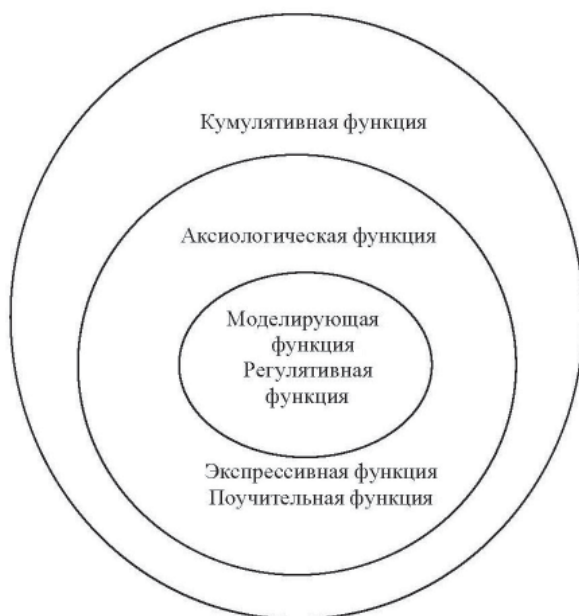 Кумулятивная функция
Аксиологическая функция
Моделирующая
функция
Регулятивная
функция
Экспрессивная функция
Поучительная функция